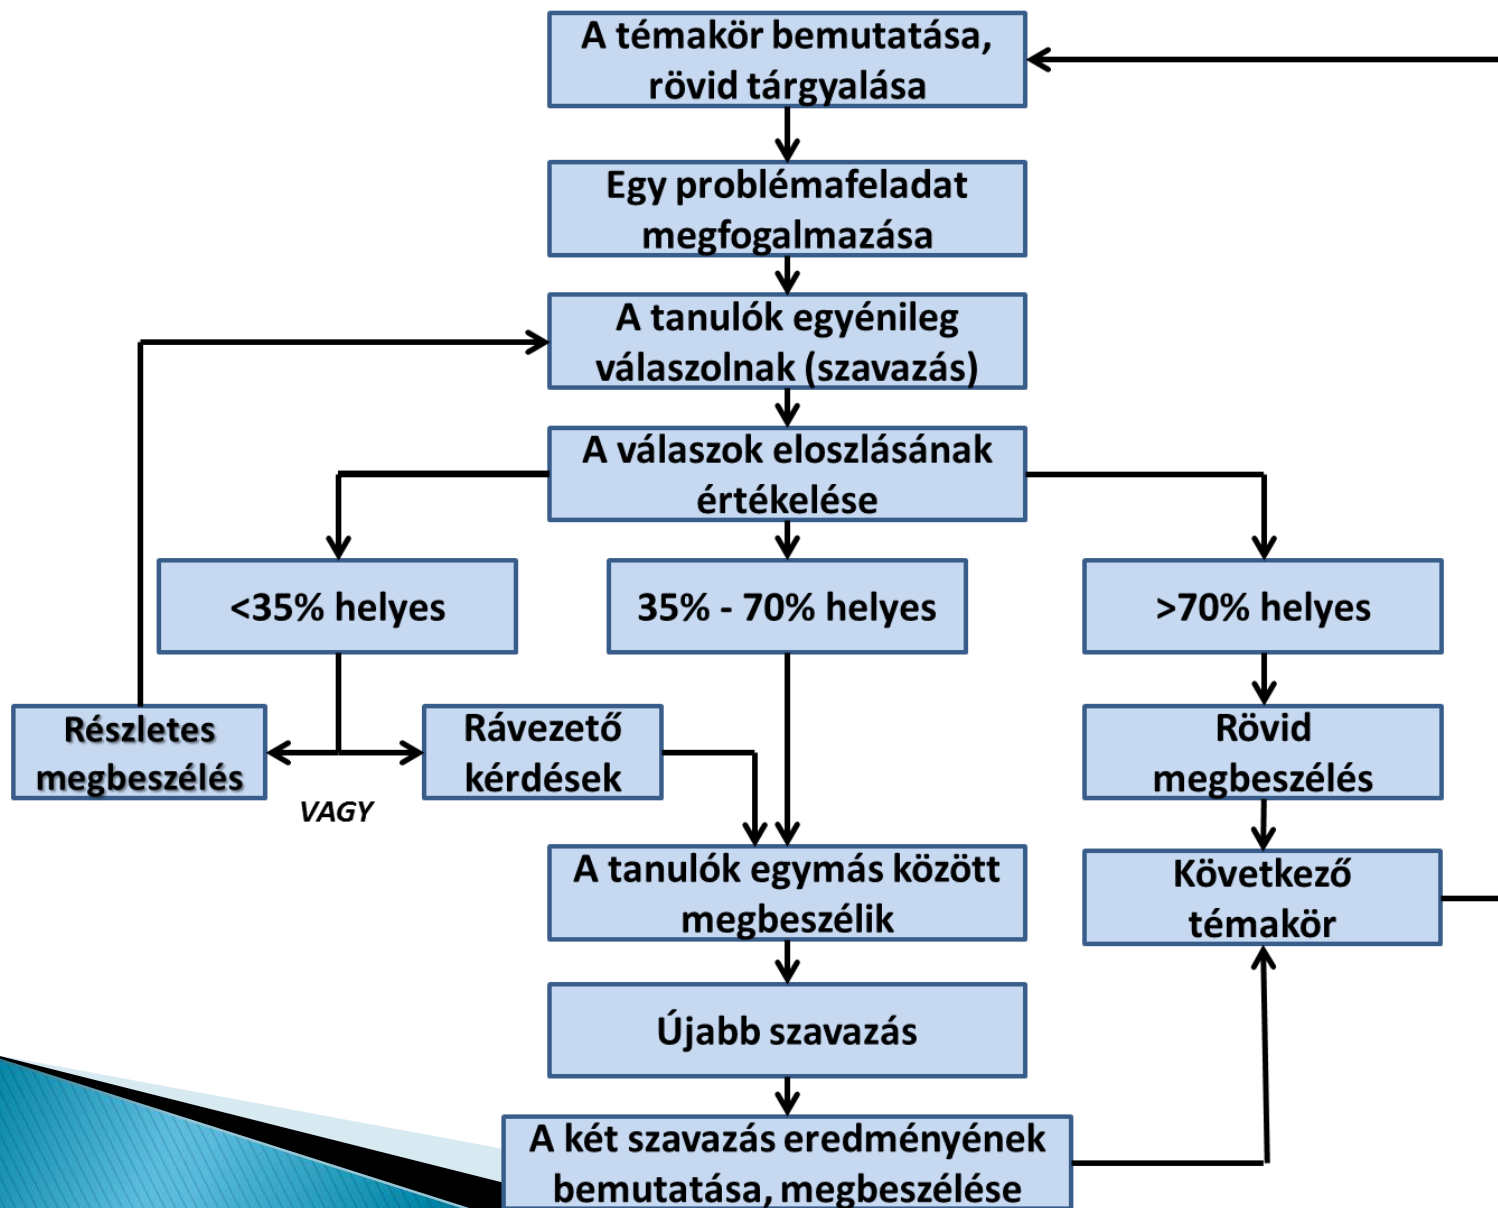 A témakör bemutatása,
rövid tárgyalása
Egy problémafeladat
megfogalmazása
A tanulók egyénileg
válaszolnak (szavazás)
A válaszok eloszlásának
értékelése
<35% helyes
35% - 70% helyes
>70% helyes
Részletes
megbeszélés
VAGY
Rávezető
kérdések
Rövid
megbeszélés
A tanulók egymás között
megbeszélik
Következő
témakör
Újabb szavazás
A két szavazás eredményének
bemutatása, megbeszélése